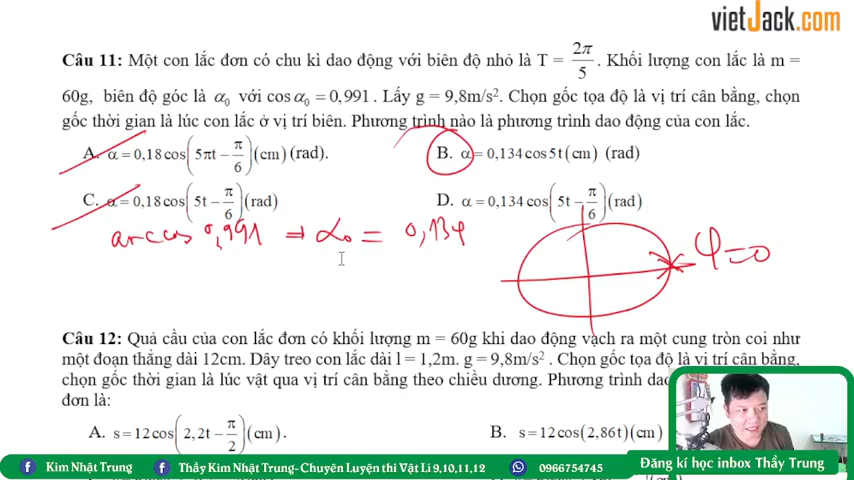 vietJack.com
Câu 11: Một con lắc đơn có chu kì dao động với biên độ nhỏ là T = 2π/5. Khối lượng con lắc là m =
60g, biên độ góc là α₀ với cosα₀ = 0,991. Lấy g = 9,8m/s². Chọn gốc tọa độ là vị trí cân bằng, chọn
gốc thời gian là lúc con lắc ở vị trí biên. Phương trình nào là phương trình dao động của con lắc.
A. α = 0,18cos(5πt − π/6)(cm) (rad).
B. α = 0,134cos5t(cm) (rad)
C. α = 0,18cos(5t − π/6)(rad)
D. α = 0,134cos(5t − π/6)(rad)
arccos 0,991 ⇒ α₀ = 0,134
φ = 0
Câu 12: Quả cầu của con lắc đơn có khối lượng m = 60g khi dao động vạch ra một cung tròn coi như
một đoạn thẳng dài 12cm. Dây treo con lắc dài l = 1,2m. g = 9,8m/s². Chọn gốc tọa độ là vị trí cân bằng,
chọn gốc thời gian là lúc vật qua vị trí cân bằng theo chiều dương. Phương trình
đơn là:
A. s = 12cos(2,2t − π/2)(cm).
B. s = 12cos(2,86t)(cm)
Kim Nhật Trung
Thầy Kim Nhật Trung- Chuyên Luyện thi Vật Lí 9,10,11,12
0966754745
Đăng kí học inbox Thầy Trung